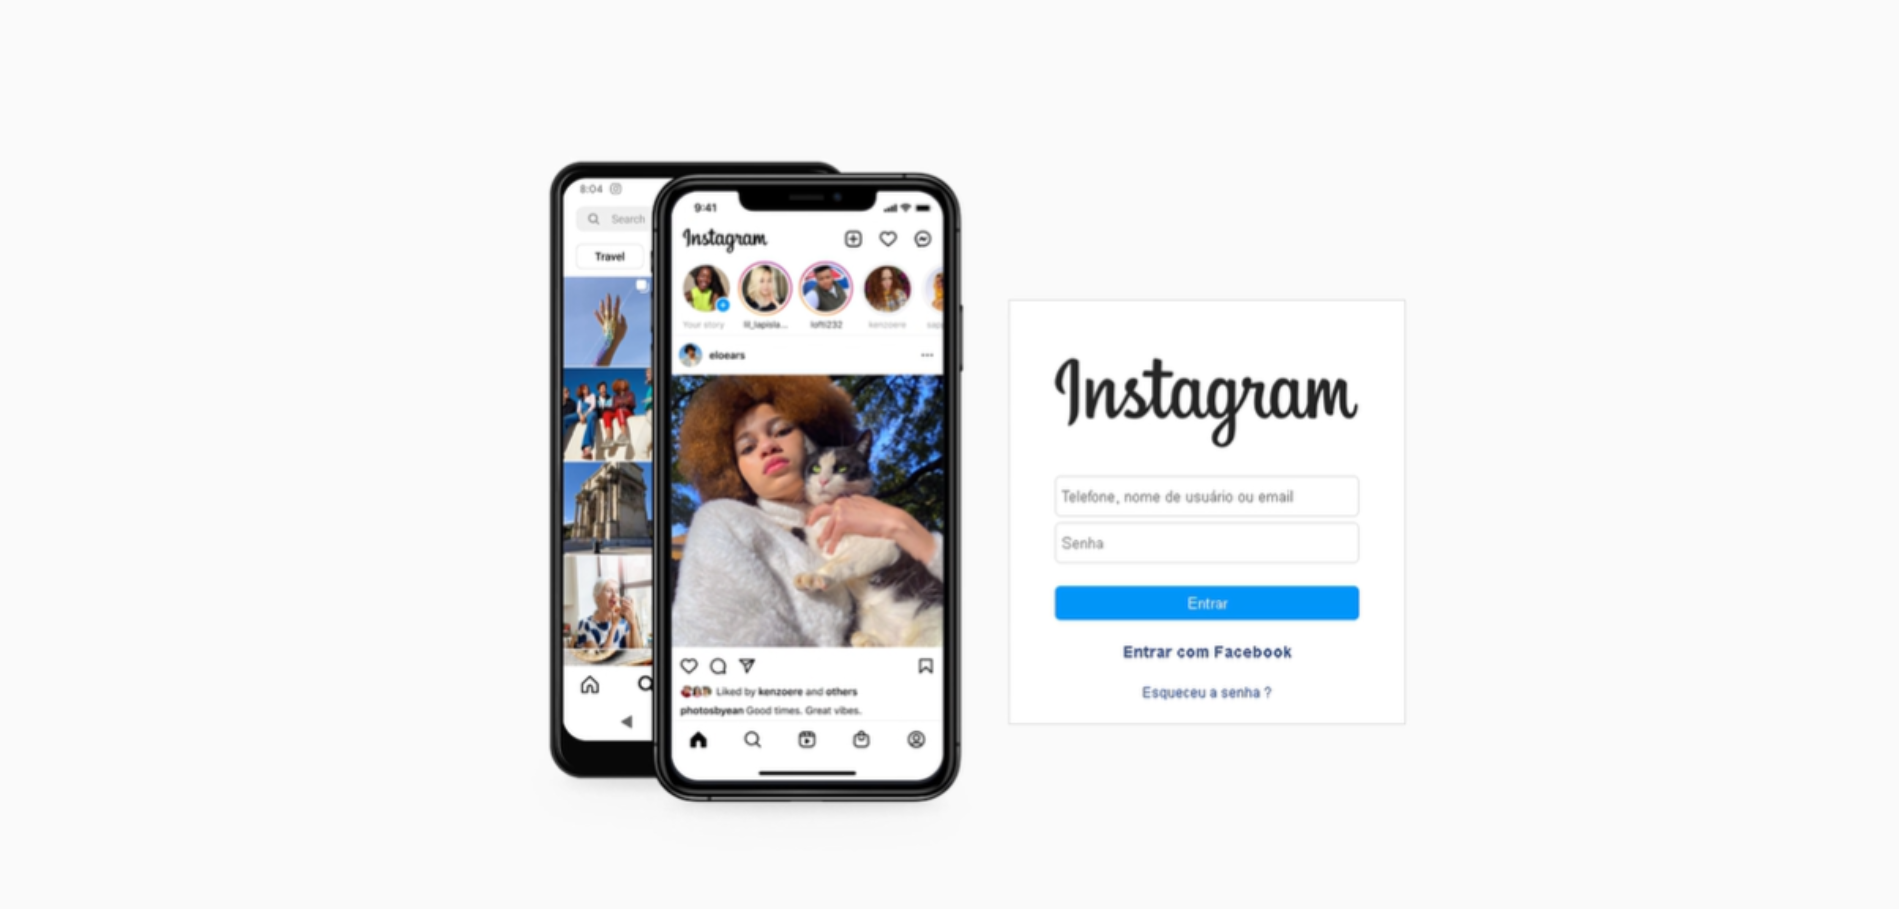 8:04
Search
Travel
9:41
Instagram
Your story
lil_lapisla...
lofti232
kenzoere
eloears
Liked by kenzoere and others
photosbyean Good times. Great vibes.
Instagram
Telefone, nome de usuário ou email
Senha
Entrar
Entrar com Facebook
Esqueceu a senha ?